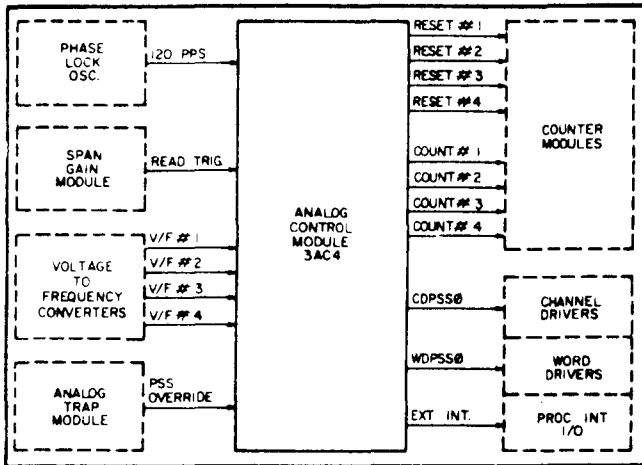 PHASE
LOCK
OSC.
120 PPS
SPAN
GAIN
MODULE
READ TRIG.
VOLTAGE
TO
FREQUENCY
CONVERTERS
V/F # 1
V/F # 2
V/F # 3
V/F # 4
ANALOG
TRAP
MODULE
PSS
OVERRIDE
ANALOG
CONTROL
MODULE
3AC4
RESET # 1
RESET # 2
RESET # 3
RESET # 4
COUNT # 1
COUNT # 2
COUNT # 3
COUNT # 4
COUNTER
MODULES
CDPSSØ
CHANNEL
DRIVERS
WDPSSØ
WORD
DRIVERS
EXT INT.
PROC INT
I/O